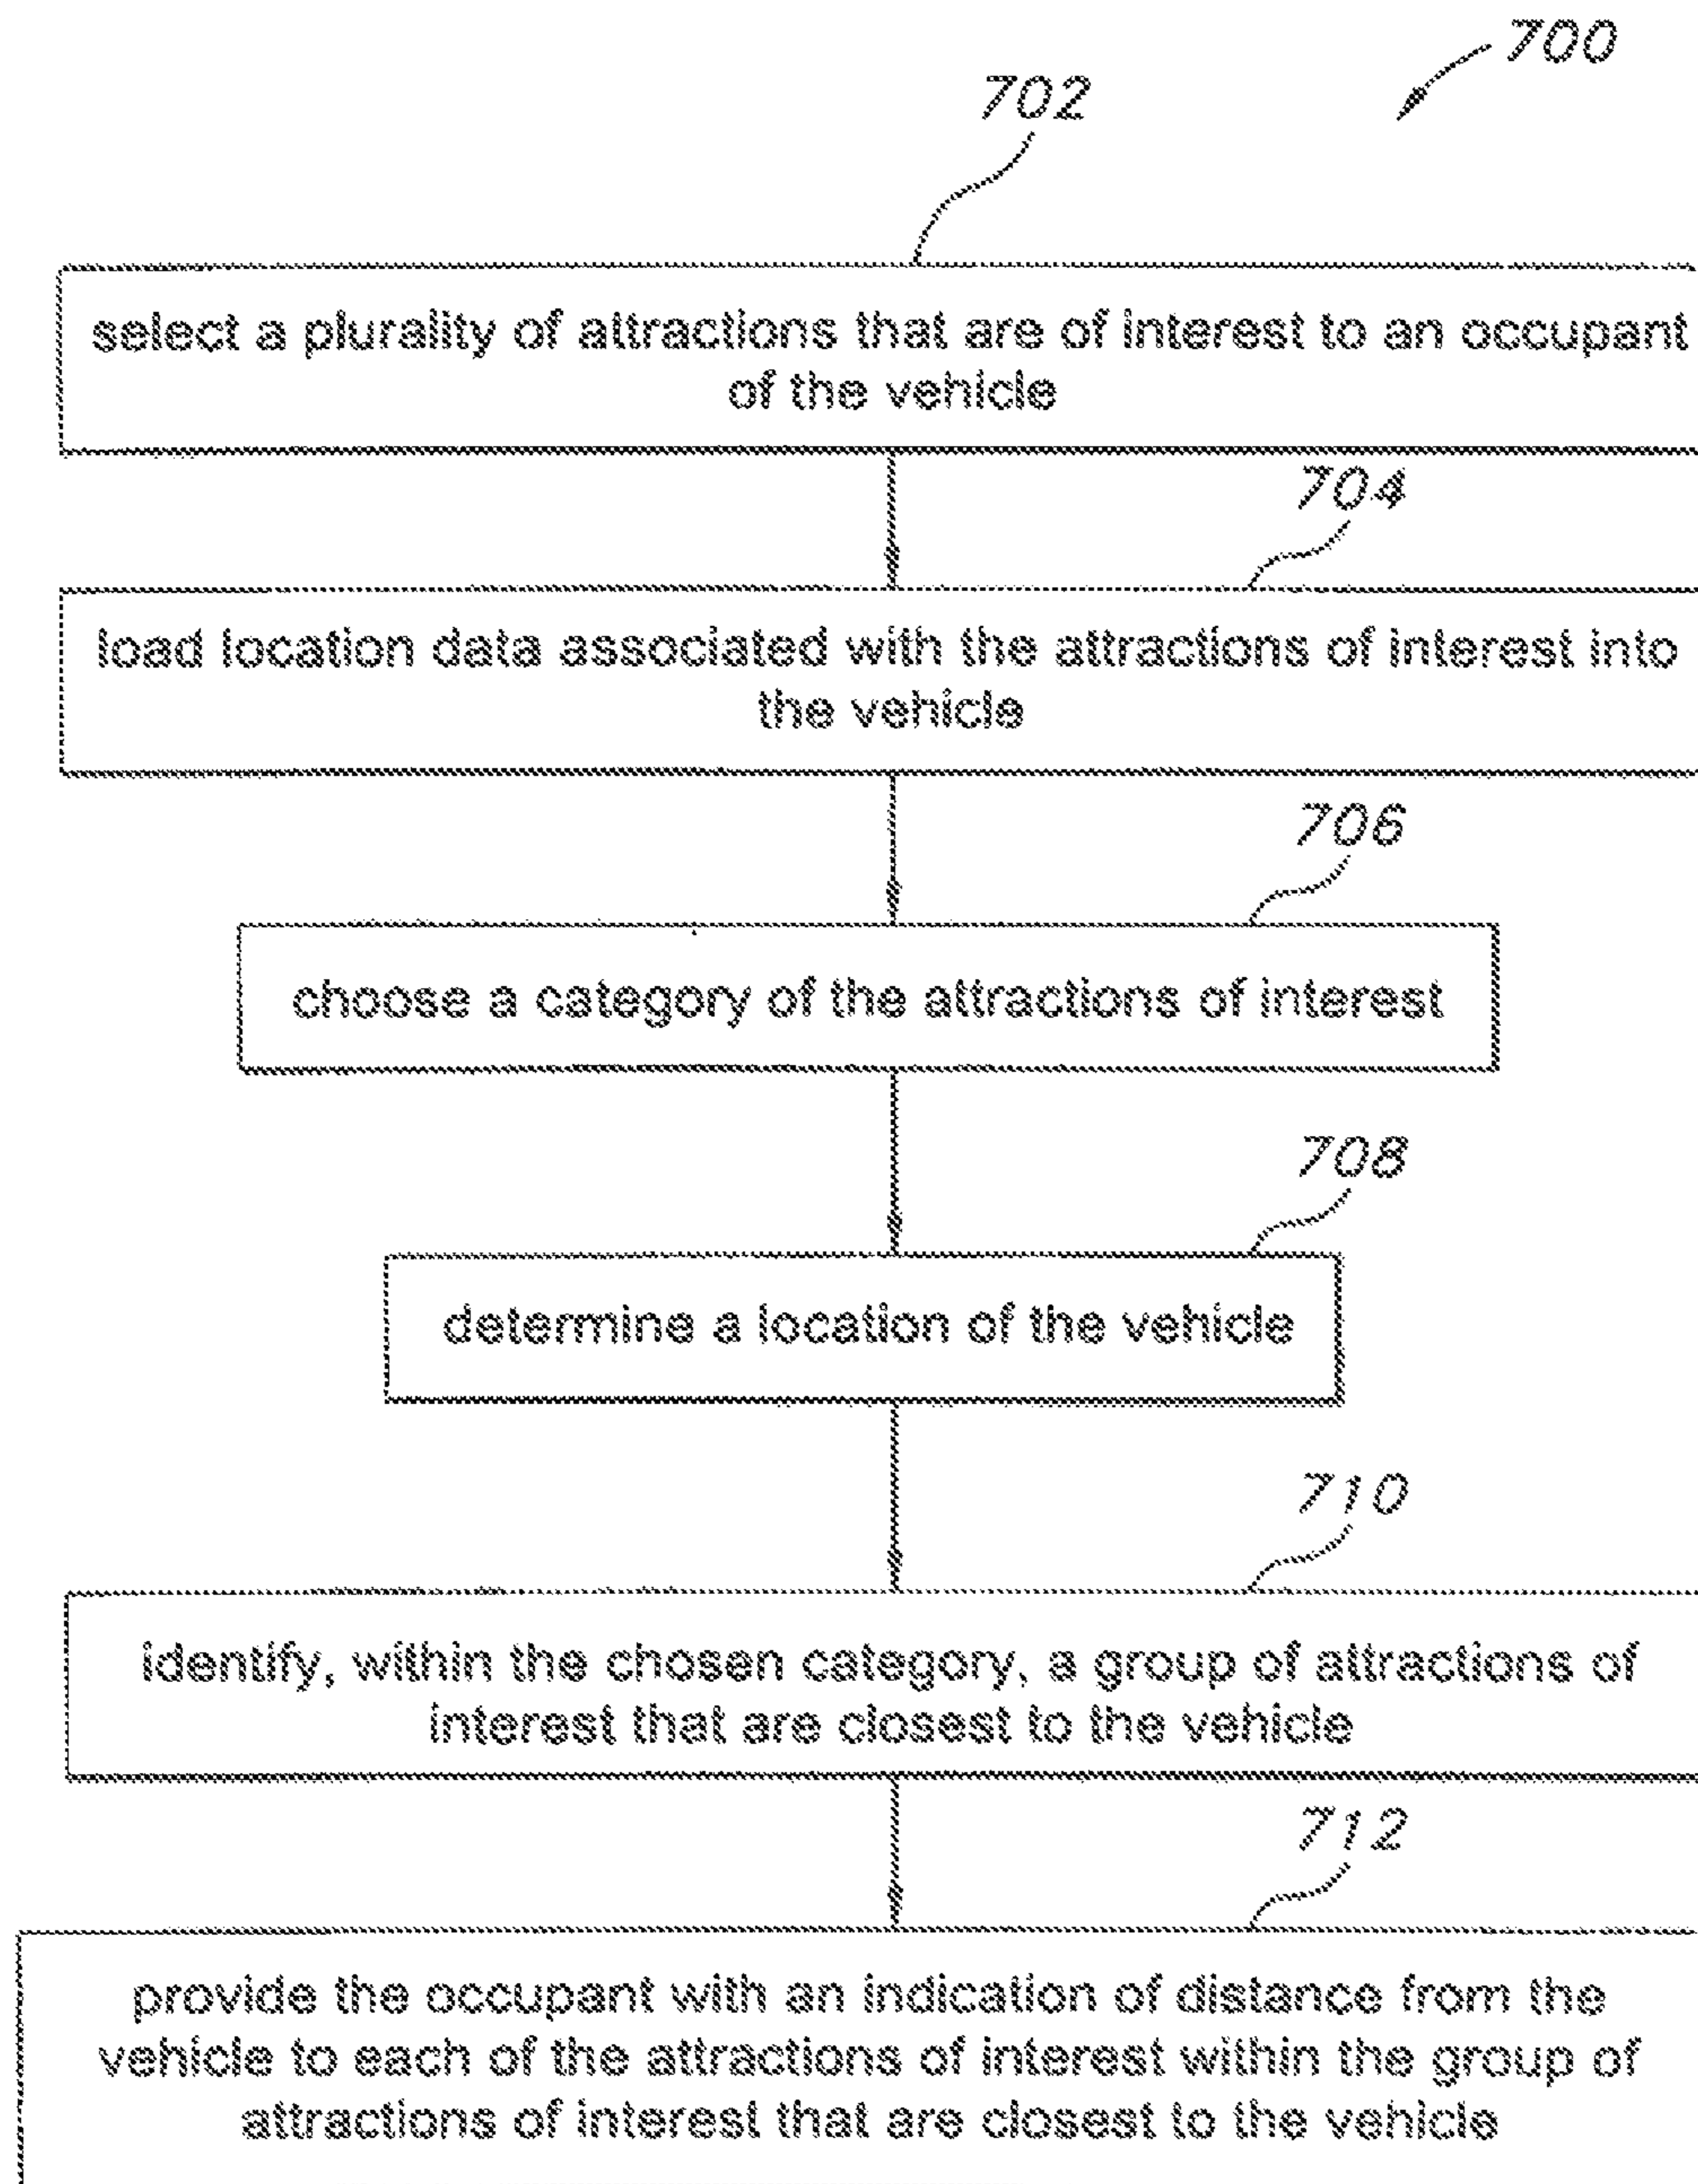 700
702
select a plurality of attractions that are of interest to an occupant
of the vehicle
704
load location data associated with the attractions of interest into
the vehicle
706
choose a category of the attractions of interest
708
determine a location of the vehicle
710
identify, within the chosen category, a group of attractions of
interest that are closest to the vehicle
712
provide the occupant with an indication of distance from the
vehicle to each of the attractions of interest within the group of
attractions of interest that are closest to the vehicle